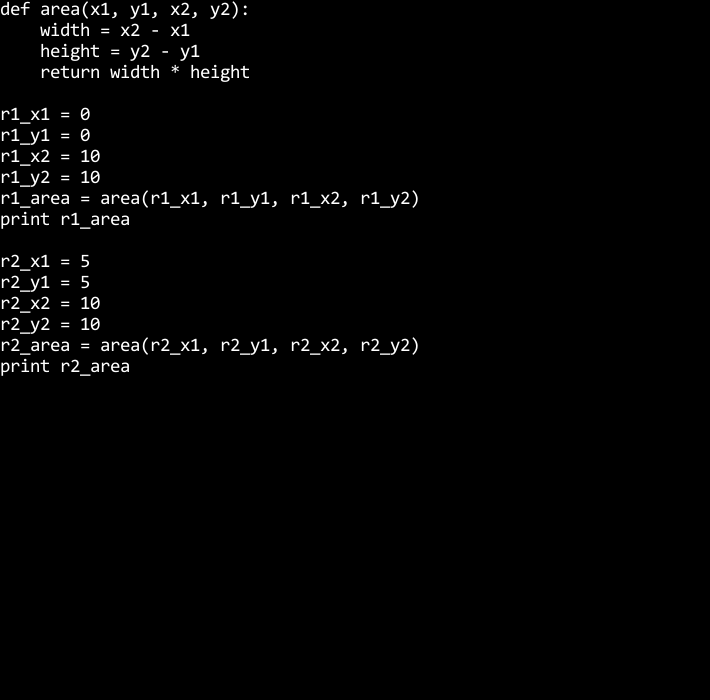 def area(x1, y1, x2, y2):
    width = x2 - x1
    height = y2 - y1
    return width * height

r1_x1 = 0
r1_y1 = 0
r1_x2 = 10
r1_y2 = 10
r1_area = area(r1_x1, r1_y1, r1_x2, r1_y2)
print r1_area

r2_x1 = 5
r2_y1 = 5
r2_x2 = 10
r2_y2 = 10
r2_area = area(r2_x1, r2_y1, r2_x2, r2_y2)
print r2_area